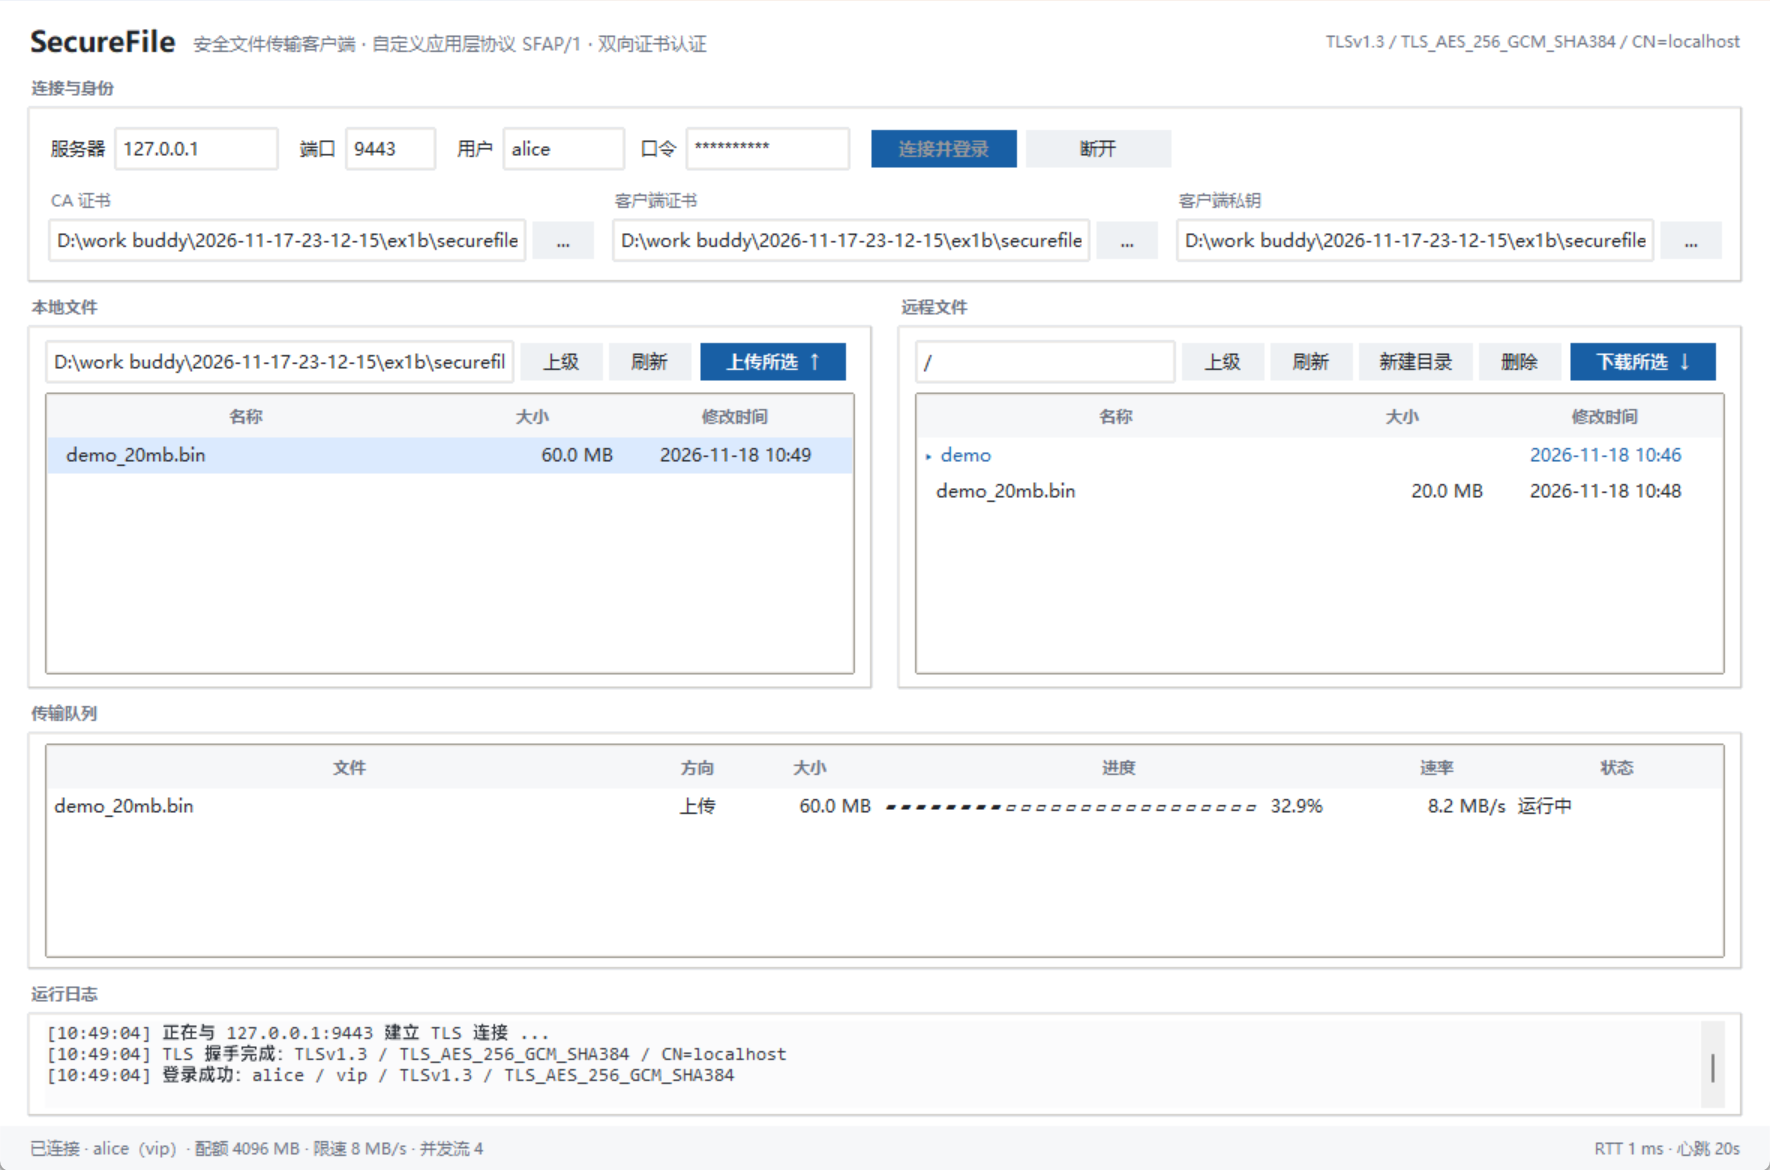 SecureFile 安全文件传输客户端 · 自定义应用层协议 SFAP/1 · 双向证书认证 TLSv1.3 / TLS_AES_256_GCM_SHA384 / CN=localhost
连接与身份
服务器 127.0.0.1 端口 9443 用户 alice 口令 ********** 连接并登录 断开
CA 证书 客户端证书 客户端私钥
D:\work buddy\2026-11-17-23-12-15\ex1b\securefile ... D:\work buddy\2026-11-17-23-12-15\ex1b\securefile ... D:\work buddy\2026-11-17-23-12-15\ex1b\securefile ...
本地文件
D:\work buddy\2026-11-17-23-12-15\ex1b\securefil 上级 刷新 上传所选 ↑
名称 大小 修改时间
demo_20mb.bin 60.0 MB 2026-11-18 10:49
远程文件
/ 上级 刷新 新建目录 删除 下载所选 ↓
名称 大小 修改时间
▸ demo 2026-11-18 10:46
demo_20mb.bin 20.0 MB 2026-11-18 10:48
传输队列
文件 方向 大小 进度 速率 状态
demo_20mb.bin 上传 60.0 MB ▰▰▰▰▰▰▰▰▱▱▱▱▱▱▱▱▱▱▱▱▱▱▱▱▱ 32.9% 8.2 MB/s 运行中
运行日志
[10:49:04] 正在与 127.0.0.1:9443 建立 TLS 连接 ...
[10:49:04] TLS 握手完成: TLSv1.3 / TLS_AES_256_GCM_SHA384 / CN=localhost
[10:49:04] 登录成功: alice / vip / TLSv1.3 / TLS_AES_256_GCM_SHA384
已连接 · alice（vip） · 配额 4096 MB · 限速 8 MB/s · 并发流 4 RTT 1 ms · 心跳 20s